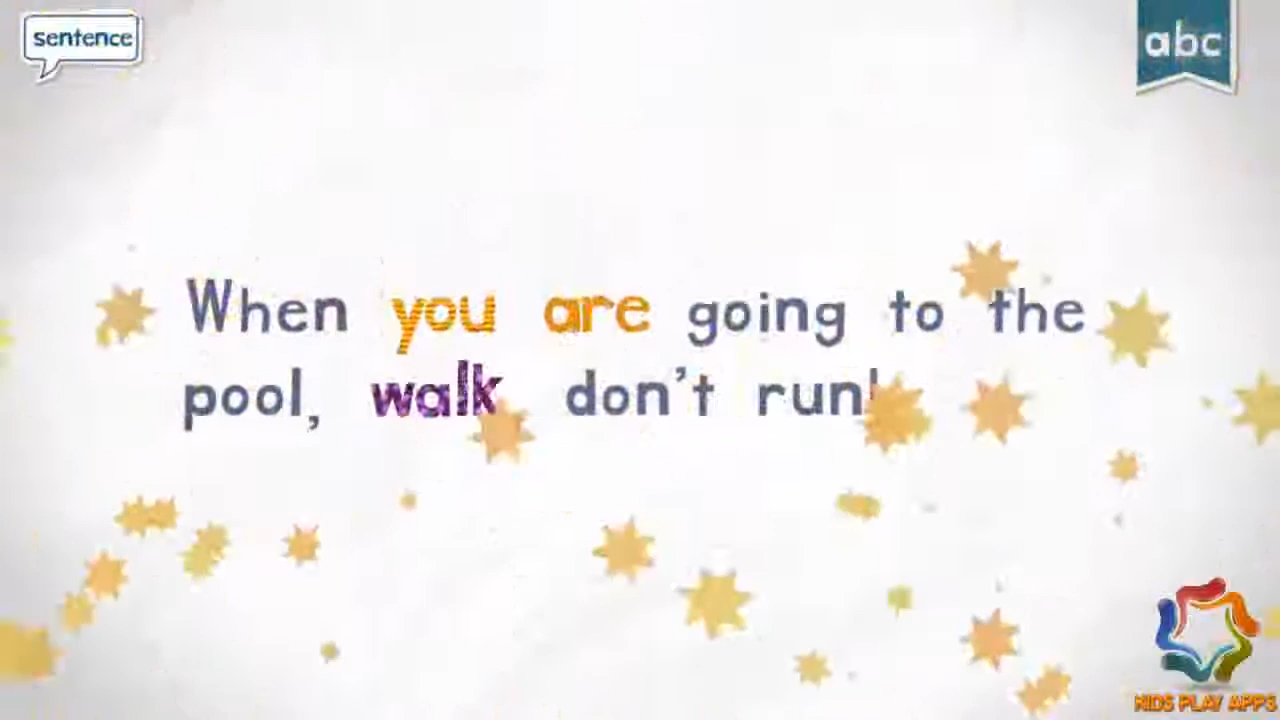 sentence
abc
When you are going to the
pool, walk don't run!
KIDS PLAY APPS